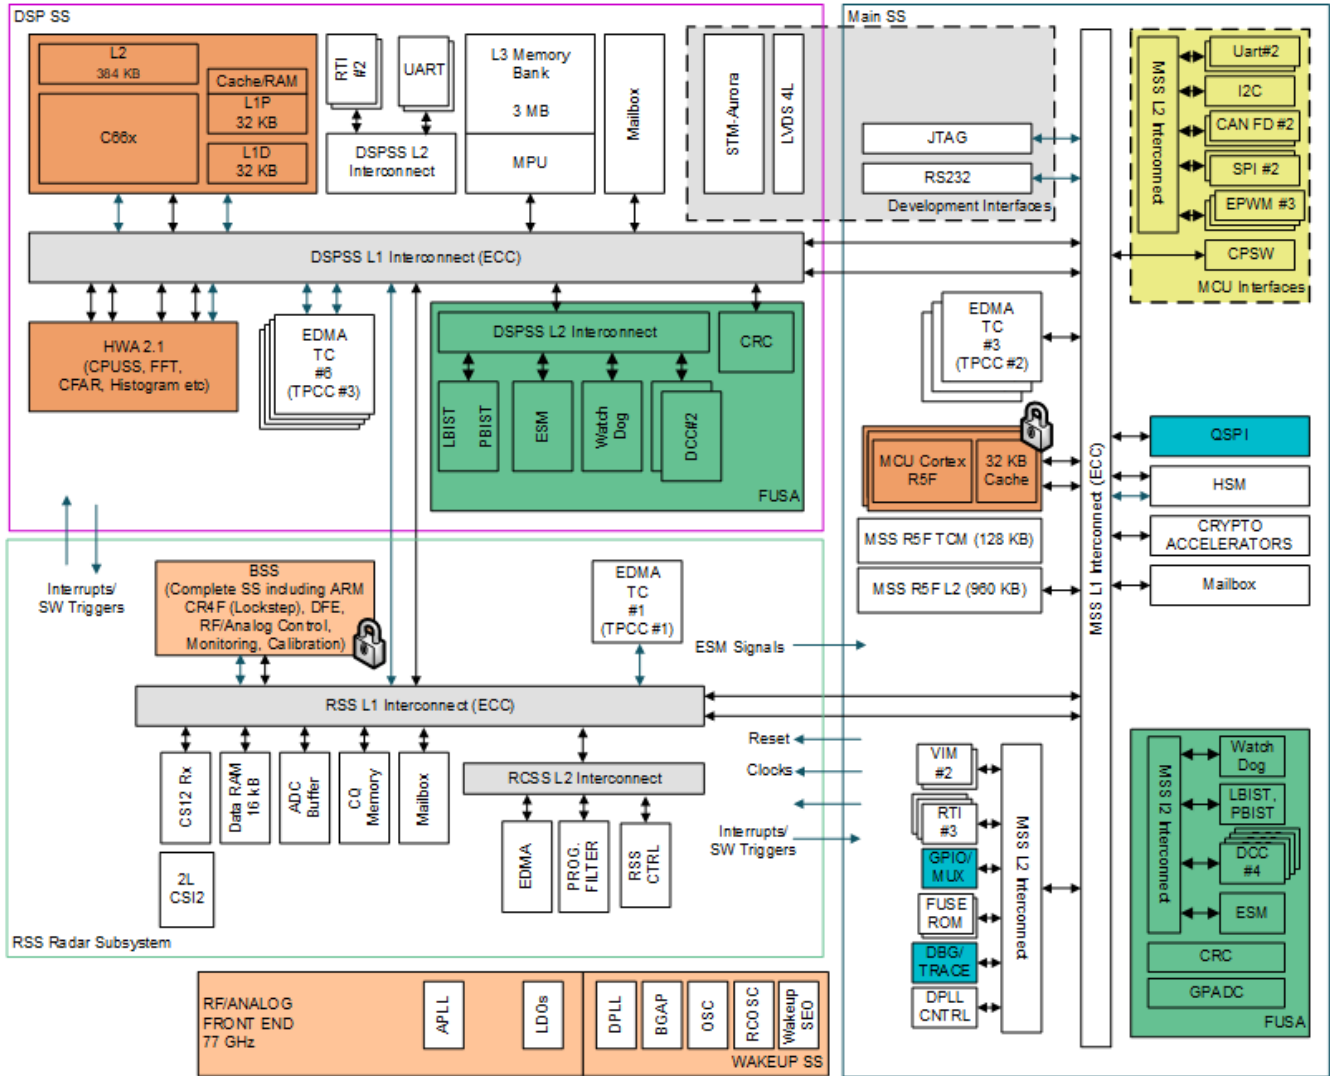 DSP SS
L2
384 KB
C66x
Cache/RAM
L1P
32 KB
L1D
32 KB
RTI
#2
UART
DSPSS L2
Interconnect
L3 Memory
Bank
3 MB
MPU
Mailbox
DSPSS L1 Interconnect (ECC)
HWA 2.1
(CPUSS, FFT,
CFAR, Histogram etc)
EDMA
TC
#6
(TPCC #3)
DSPSS L2 Interconnect
CRC
LBIST
PBIST
ESM
Watch
Dog
DCC#2
FUSA
Interrupts/
SW Triggers
BSS
(Complete SS including ARM
CR4F (Lockstep), DFE,
RF/Analog Control,
Monitoring, Calibration)
EDMA
TC
#1
(TPCC #1)
ESM Signals
RSS L1 Interconnect (ECC)
CS12 Rx
Data RAM
16 kB
ADC
Buffer
CQ
Memory
Mailbox
RCSS L2 Interconnect
EDMA
PROG.
FILTER
RSS
CTRL
2L
CSI2
RSS Radar Subsystem
Reset
Clocks
Interrupts/
SW Triggers
RF/ANALOG
FRONT END
77 GHz
APLL
LDOs
DPLL
BGAP
OSC
RCOSC
Wakeup
SEO
WAKEUP SS
Main SS
STM-Aurora
LVDS 4L
JTAG
RS232
Development Interfaces
MSS L2 Interconnect
Uart#2
I2C
CAN FD #2
SPI #2
EPWM #3
CPSW
MCU Interfaces
EDMA
TC
#3
(TPCC #2)
MCU Cortex
R5F
32 KB
Cache
MSS R5F TCM (128 KB)
MSS R5F L2 (960 KB)
MSS L1 Interconnect (ECC)
QSPI
HSM
CRYPTO
ACCELERATORS
Mailbox
VIM
#2
RTI
#3
GPIO/
MUX
FUSE
ROM
DBG/
TRACE
DPLL
CNTRL
MSS L2 Interconnect
MSS l2 Interconnect
Watch
Dog
LBIST,
PBIST
DCC
#4
ESM
CRC
GPADC
FUSA